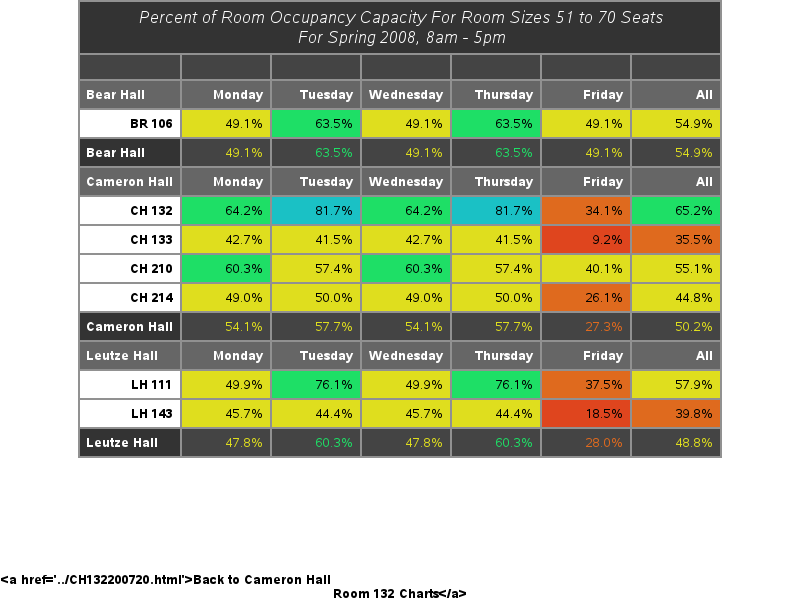 Percent of Room Occupancy Capacity For Room Sizes 51 to 70 Seats
For Spring 2008, 8am - 5pm
Bear Hall Monday Tuesday Wednesday Thursday Friday All
BR 106 49.1% 63.5% 49.1% 63.5% 49.1% 54.9%
Bear Hall 49.1% 63.5% 49.1% 63.5% 49.1% 54.9%
Cameron Hall Monday Tuesday Wednesday Thursday Friday All
CH 132 64.2% 81.7% 64.2% 81.7% 34.1% 65.2%
CH 133 42.7% 41.5% 42.7% 41.5% 9.2% 35.5%
CH 210 60.3% 57.4% 60.3% 57.4% 40.1% 55.1%
CH 214 49.0% 50.0% 49.0% 50.0% 26.1% 44.8%
Cameron Hall 54.1% 57.7% 54.1% 57.7% 27.3% 50.2%
Leutze Hall Monday Tuesday Wednesday Thursday Friday All
LH 111 49.9% 76.1% 49.9% 76.1% 37.5% 57.9%
LH 143 45.7% 44.4% 45.7% 44.4% 18.5% 39.8%
Leutze Hall 47.8% 60.3% 47.8% 60.3% 28.0% 48.8%
<a href='../CH132200720.html'>Back to Cameron Hall
Room 132 Charts</a>